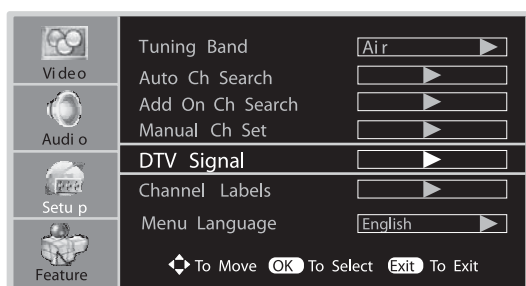 Video
Audio
Setup
Feature
Tuning Band Air
Auto Ch Search
Add On Ch Search
Manual Ch Set
DTV Signal
Channel Labels
Menu Language English
To Move OK To Select Exit To Exit